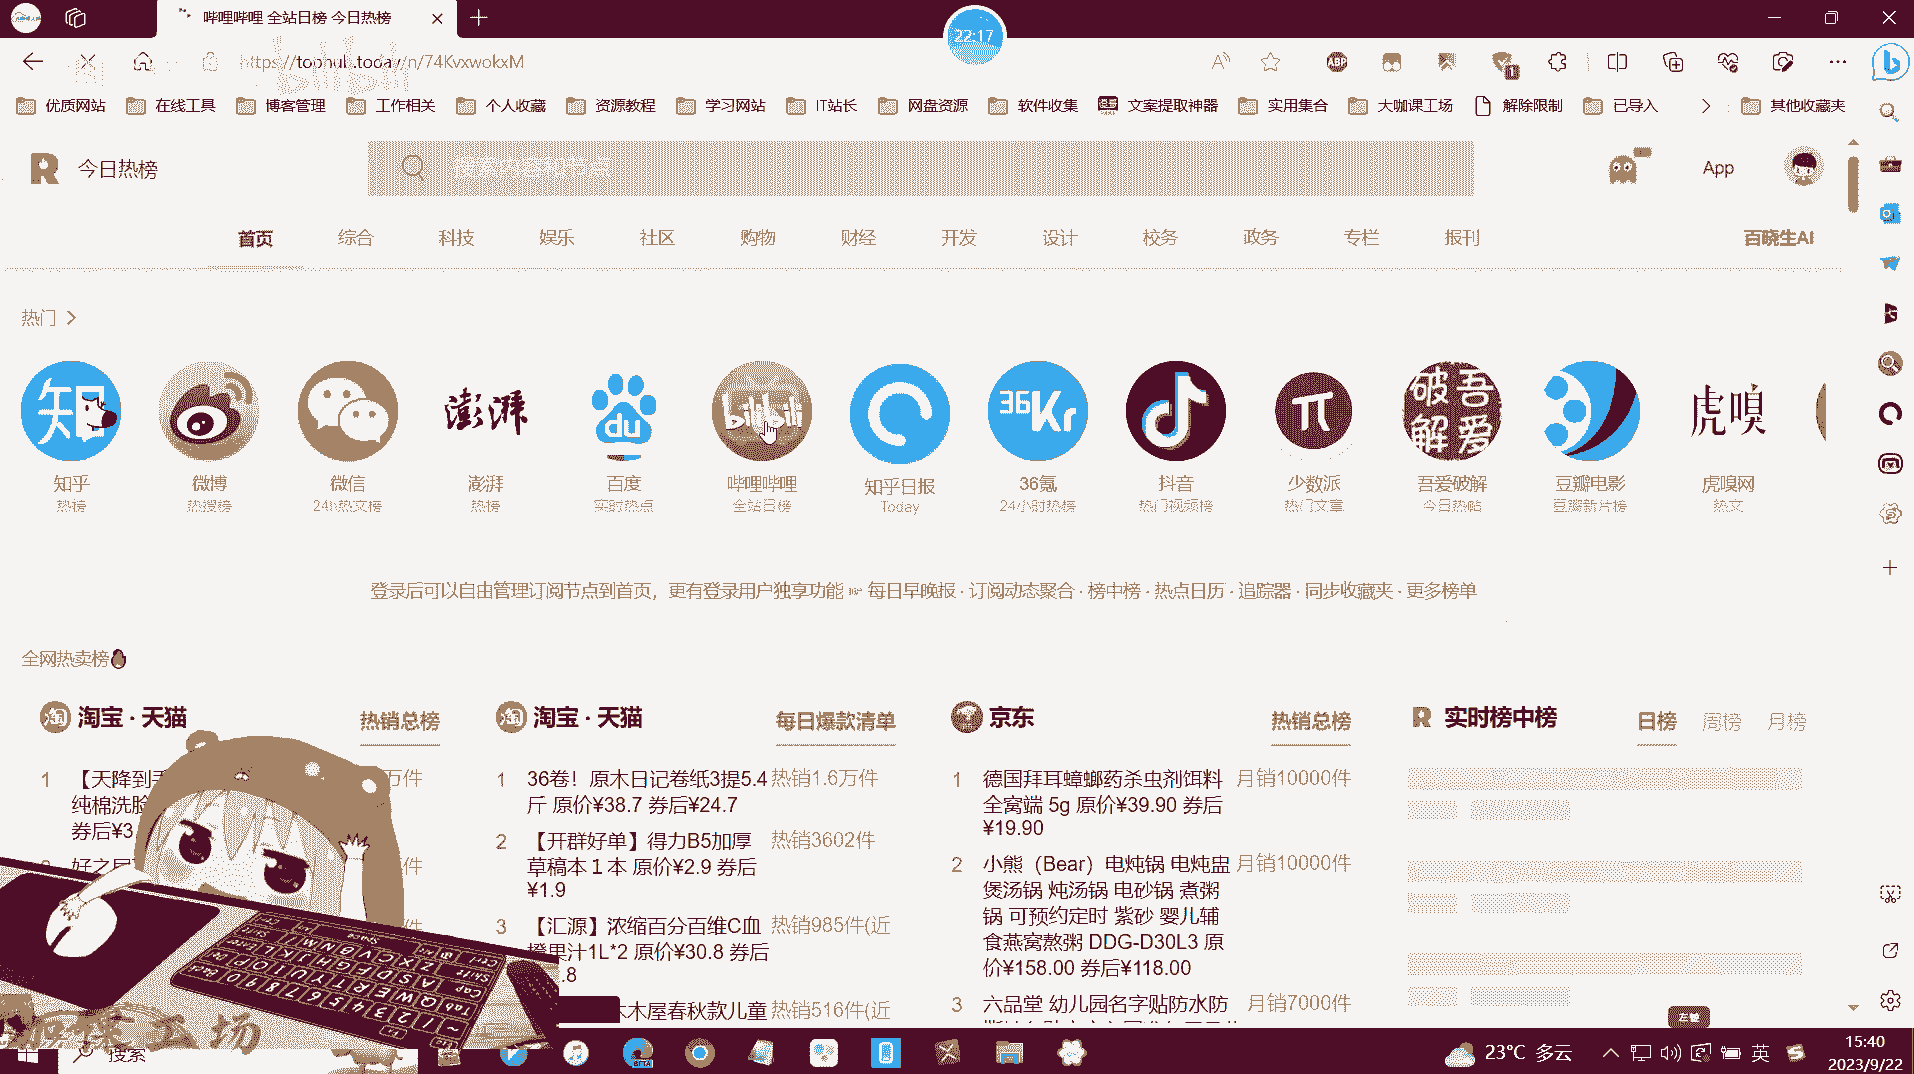 哔哩哔哩 全站日榜 今日热榜
22:17
https://tophub.today/n/74KvxwokxM
优质网站 在线工具 博客管理 工作相关 个人收藏 资源教程 学习网站 IT站长 网盘资源 软件收集 文案提取神器 实用集合 大咖课工场 解除限制 已导入 其他收藏夹
今日热榜
App
首页 综合 科技 娱乐 社区 购物 财经 开发 设计 校务 政务 专栏 报刊 百晓生AI
热门
知乎 微博 微信 澎湃 百度 哔哩哔哩 知乎日报 36氪 抖音 少数派 吾爱破解 豆瓣电影 虎嗅网
热榜 热搜榜 24h热文榜 热榜 实时热点 全站日榜 Today 24小时热榜 热门视频榜 热门文章 今日热帖 豆瓣新片榜 热文
登录后可以自由管理订阅节点到首页，更有登录用户独享功能 ☞ 每日早晚报 · 订阅动态聚合 · 榜中榜 · 热点日历 · 追踪器 · 同步收藏夹 · 更多榜单
全网热卖榜
淘宝 · 天猫 热销总榜
1 【天降到手
纯棉洗脸
券后¥3.
淘宝 · 天猫 每日爆款清单
1 36卷！原木日记卷纸3提5.4 热销1.6万件
斤 原价¥38.7 券后¥24.7
2 【开群好单】得力B5加厚 热销3602件
草稿本１本 原价¥2.9 券后
¥1.9
3 【汇源】浓缩百分百维C血 热销985件(近
橙果汁1L*2 原价¥30.8 券后
.8
木木屋春秋款儿童 热销516件(近
京东 热销总榜
1 德国拜耳蟑螂药杀虫剂饵料 月销10000件
全窝端 5g 原价¥39.90 券后
¥19.90
2 小熊（Bear）电炖锅 电炖盅 月销10000件
煲汤锅 炖汤锅 电砂锅 煮粥
锅 可预约定时 紫砂 婴儿辅
食燕窝熬粥 DDG-D30L3 原
价¥158.00 券后¥118.00
3 六品堂 幼儿园名字贴防水防 月销7000件
实时榜中榜 日榜 周榜 月榜
搜索
23°C 多云
英
15:40
2023/9/22